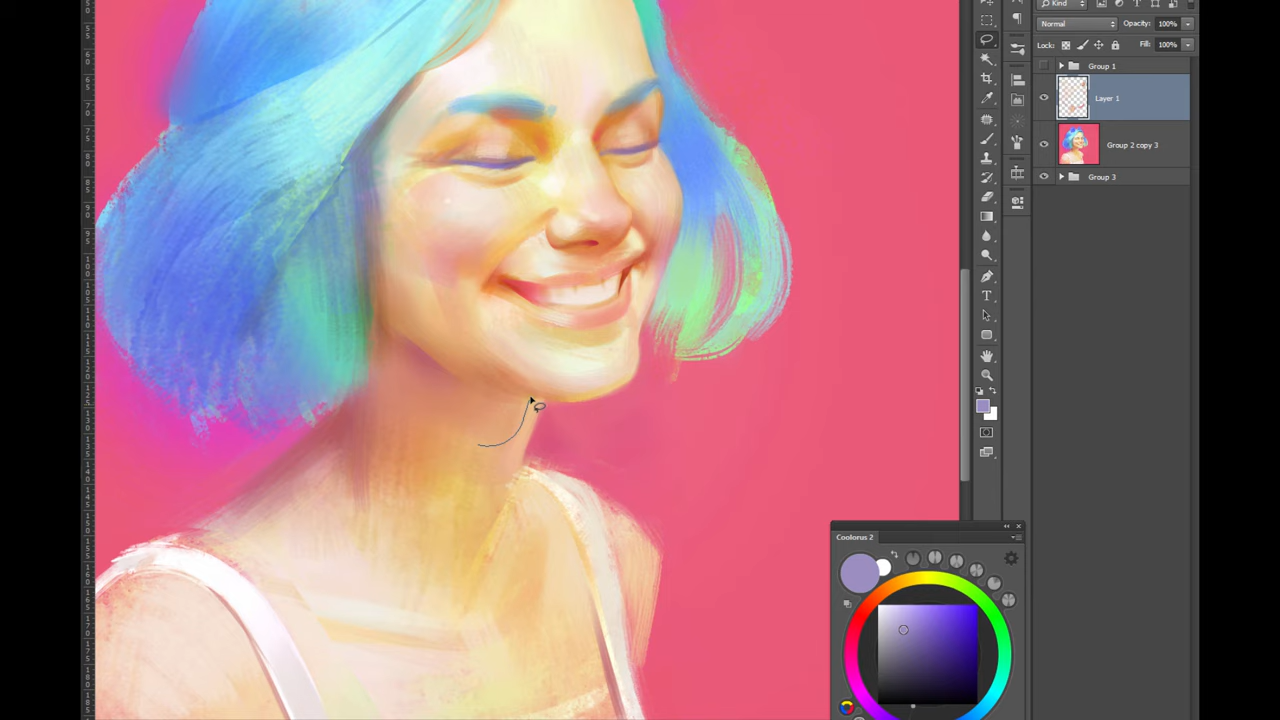 Kind
Normal
Opacity: 100%
Lock:
Fill: 100%
Group 1
Layer 1
Group 2 copy 3
Group 3
Coolorus 2